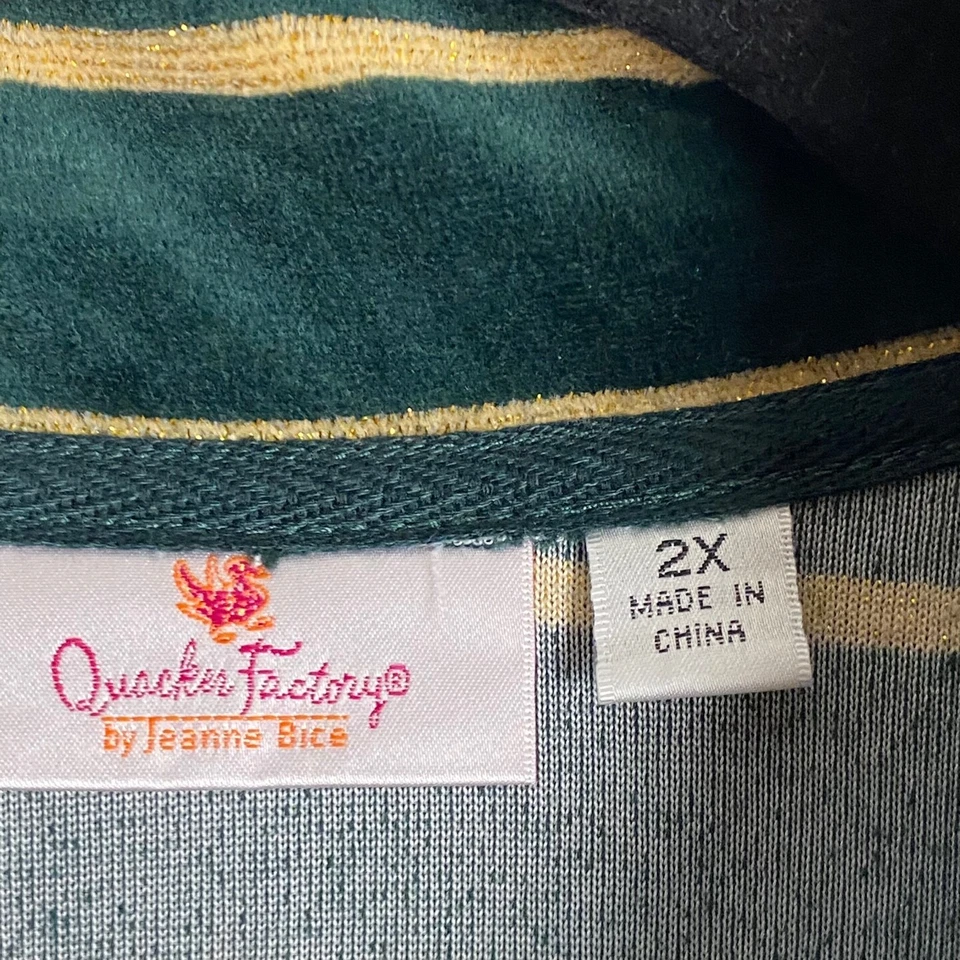 Quacker Factory®
by Jeanne Bice
2X
MADE IN
CHINA